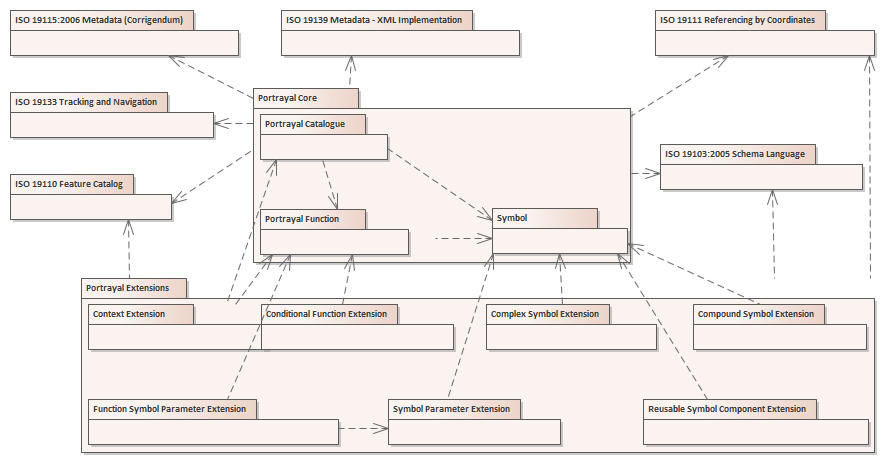 ISO 19115:2006 Metadata (Corrigendum)
ISO 19139 Metadata - XML Implementation
ISO 19111 Referencing by Coordinates
ISO 19133 Tracking and Navigation
Portrayal Core
Portrayal Catalogue
ISO 19103:2005 Schema Language
ISO 19110 Feature Catalog
Portrayal Function
Symbol
Portrayal Extensions
Context Extension
Conditional Function Extension
Complex Symbol Extension
Compound Symbol Extension
Function Symbol Parameter Extension
Symbol Parameter Extension
Reusable Symbol Component Extension